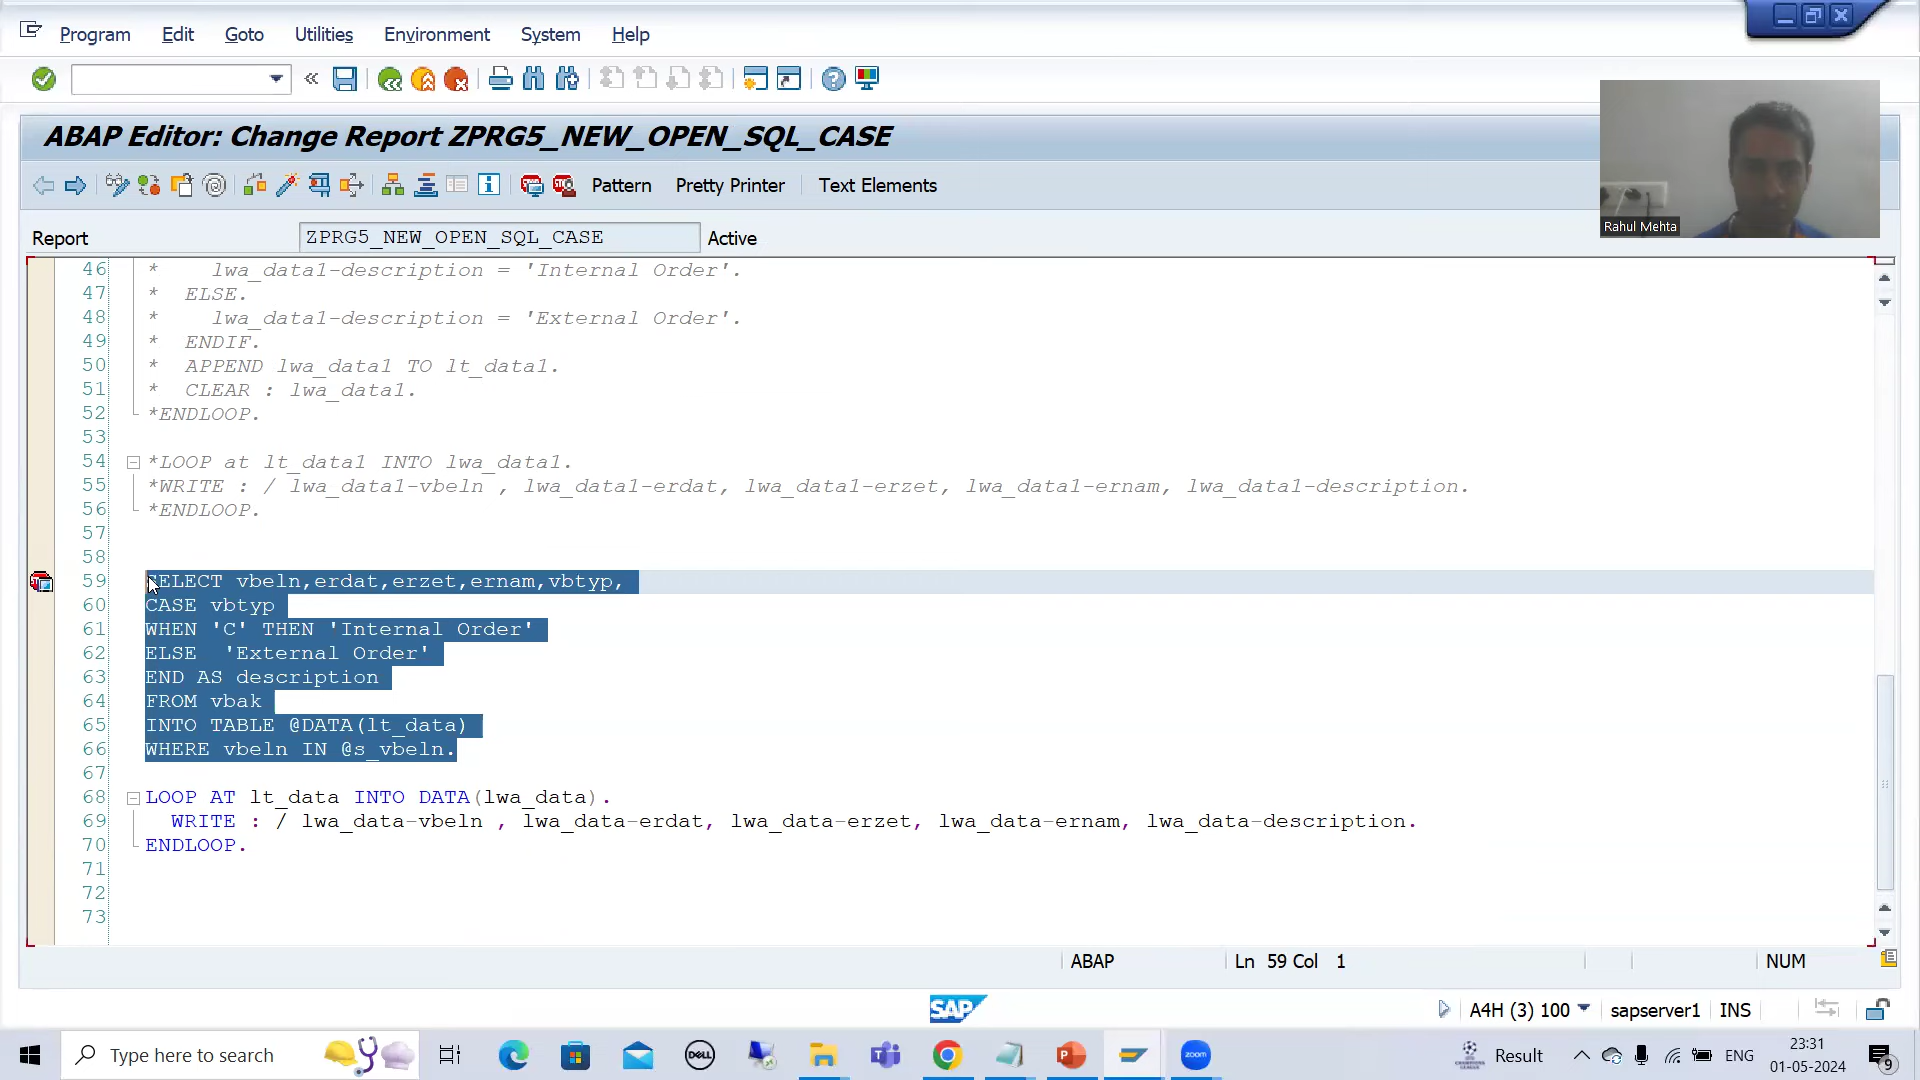 Program Edit Goto Utilities Environment System Help
ABAP Editor: Change Report ZPRG5_NEW_OPEN_SQL_CASE
Pattern Pretty Printer Text Elements
Rahul Mehta
Report ZPRG5_NEW_OPEN_SQL_CASE Active
46 * lwa_data1-description = 'Internal Order'.
47 * ELSE.
48 * lwa_data1-description = 'External Order'.
49 * ENDIF.
50 * APPEND lwa_data1 TO lt_data1.
51 * CLEAR : lwa_data1.
52 *ENDLOOP.
53
54 *LOOP at lt_data1 INTO lwa_data1.
55 *WRITE : / lwa_data1-vbeln , lwa_data1-erdat, lwa_data1-erzet, lwa_data1-ernam, lwa_data1-description.
56 *ENDLOOP.
57
58
59 SELECT vbeln,erdat,erzet,ernam,vbtyp,
60 CASE vbtyp
61 WHEN 'C' THEN 'Internal Order'
62 ELSE 'External Order'
63 END AS description
64 FROM vbak
65 INTO TABLE @DATA(lt_data)
66 WHERE vbeln IN @s_vbeln.
67
68 LOOP AT lt_data INTO DATA(lwa_data).
69 WRITE : / lwa_data-vbeln , lwa_data-erdat, lwa_data-erzet, lwa_data-ernam, lwa_data-description.
70 ENDLOOP.
71
72
73
ABAP Ln 59 Col 1 NUM
SAP A4H (3) 100 sapserver1 INS
Type here to search DELL zoom Result ENG 23:31
01-05-2024 9